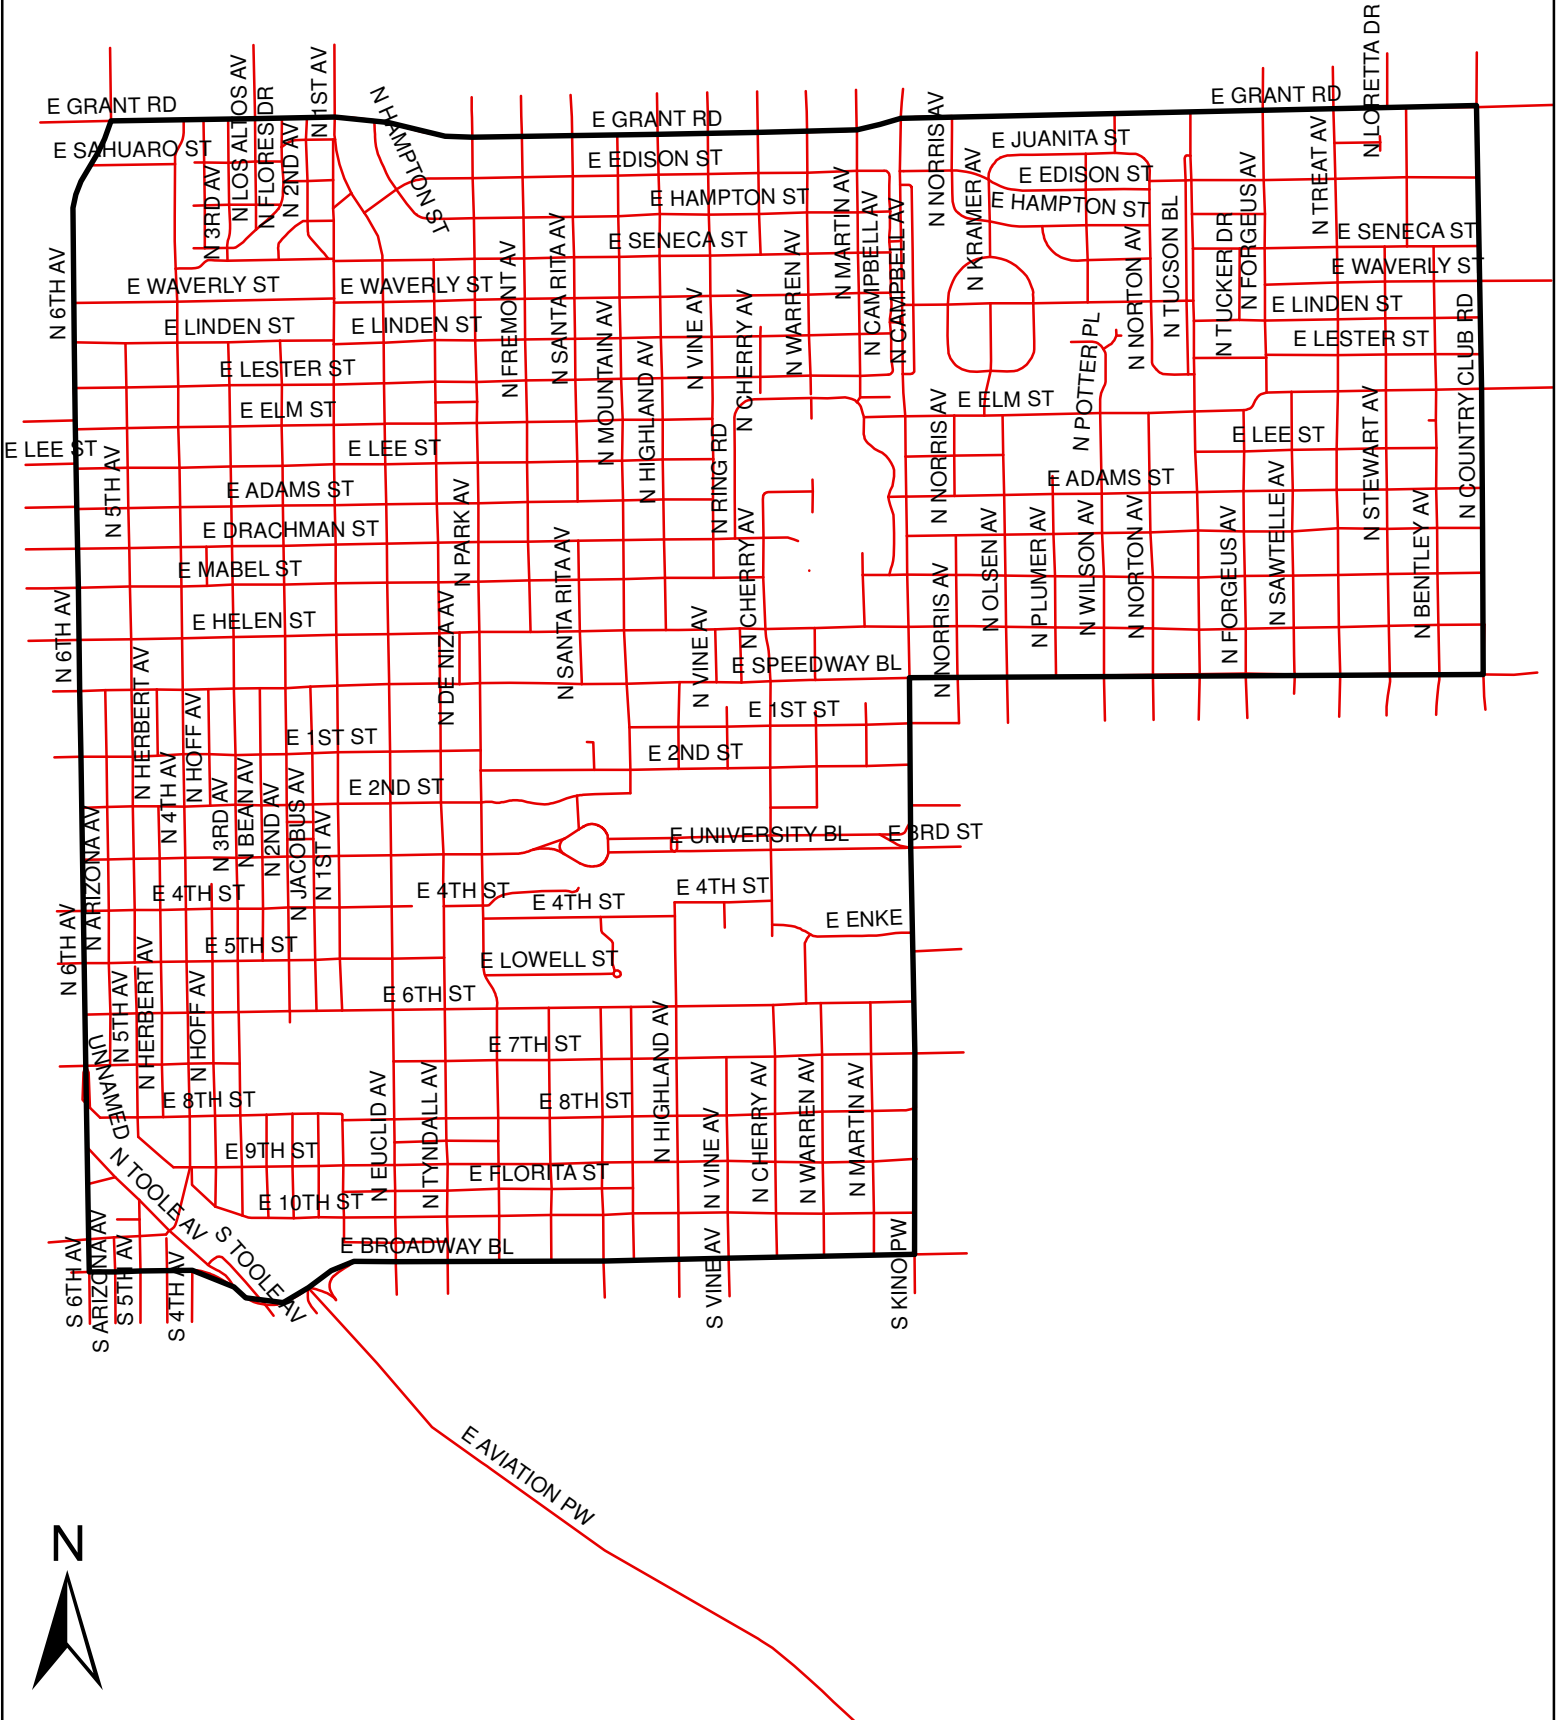 N LORETTA DR
E GRANT RD
N LOS ALTOS AV
N FLORES DR
N 1ST AV
N HAMPTON ST
E GRANT RD
N NORRIS AV
E GRANT RD
E SAHUARO ST
N 3RD AV
N 2ND AV
E EDISON ST
E JUANITA ST
N KRAMER AV
E EDISON ST
N FORGEUS AV
N TREAT AV
E HAMPTON ST
N MARTIN AV
N CAMPBELL AV
N CAMPBELL AV
E HAMPTON ST
N TUCSON BL
N TUCKER DR
E SENECA ST
E SENECA ST
N 6TH AV
N FREMONT AV
N SANTA RITA AV
N WARREN AV
N NORTON AV
E WAVERLY ST
E WAVERLY ST
E WAVERLY ST
E LINDEN ST
E LINDEN ST
E LINDEN ST
N MOUNTAIN AV
N HIGHLAND AV
N VINE AV
N CHERRY AV
N POTTER PL
N COUNTRY CLUB RD
E LESTER ST
E LESTER ST
E ELM ST
E ELM ST
N NORRIS AV
N STEWART AV
E LEE ST
E LEE ST
E LEE ST
N 5TH AV
N RING RD
E ADAMS ST
E ADAMS ST
N PARK AV
N SAWTELLE AV
N BENTLEY AV
E DRACHMAN ST
N SANTA RITA AV
N CHERRY AV
N OLSEN AV
N PLUMER AV
N WILSON AV
N NORTON AV
N FORGEUS AV
E MABEL ST
N NORRIS AV
N 6TH AV
E HELEN ST
N DE NIZA AV
N VINE AV
E SPEEDWAY BL
N HERBERT AV
N HOFF AV
E 1ST ST
E 1ST ST
E 2ND ST
N 4TH AV
E 2ND ST
N 3RD AV
N BEAN AV
N 2ND AV
N JACOBUS AV
N 1ST AV
N ARIZONA AV
E UNIVERSITY BL
E 3RD ST
E 4TH ST
E 4TH ST
E 4TH ST
E 4TH ST
E ENKE
N 6TH AV
E 5TH ST
E LOWELL ST
N 5TH AV
N HERBERT AV
N HOFF AV
E 6TH ST
E 7TH ST
N HIGHLAND AV
UNNAMED
E 8TH ST
E 8TH ST
N EUCLID AV
N TYNDALL AV
N VINE AV
N CHERRY AV
N WARREN AV
N MARTIN AV
E 9TH ST
E FLORITA ST
N TOOLE AV
E 10TH ST
S TOOLE AV
E BROADWAY BL
S 6TH AV
S ARIZONA AV
S 5TH AV
S 4TH AV
S VINE AV
S KINO PW
E AVIATION PW
N